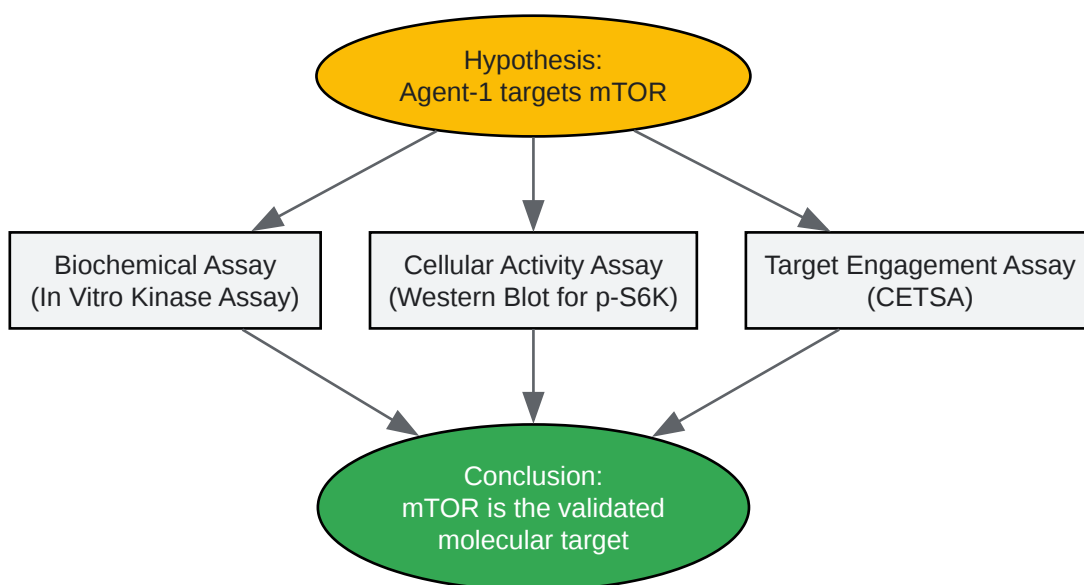 Hypothesis:
Agent-1 targets mTOR
Biochemical Assay
(In Vitro Kinase Assay)
Cellular Activity Assay
(Western Blot for p-S6K)
Target Engagement Assay
(CETSA)
Conclusion:
mTOR is the validated
molecular target